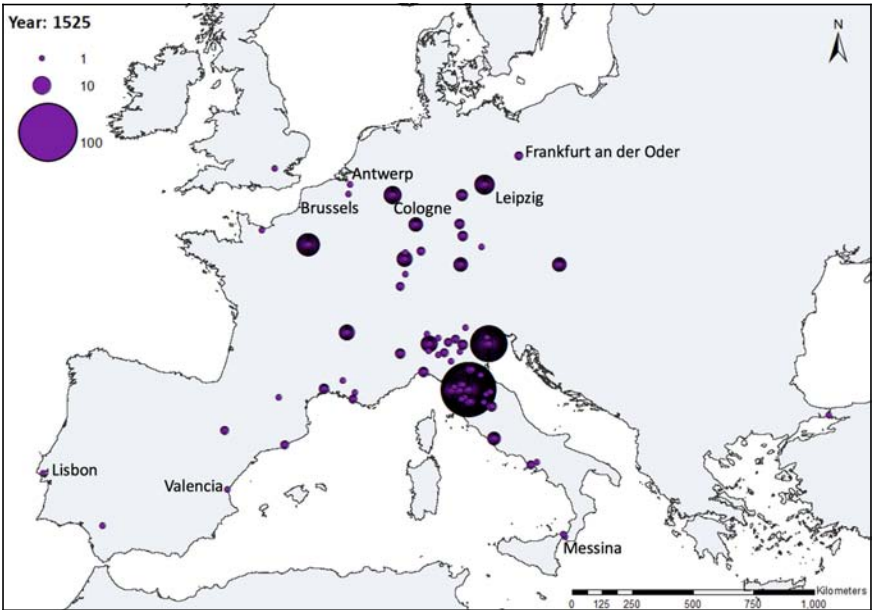 Year: 1525
1
10
100
N
Frankfurt an der Oder
Antwerp
Leipzig
Brussels
Cologne
Lisbon
Valencia
Messina
Kilometers
0 125 250 500 750 1,000